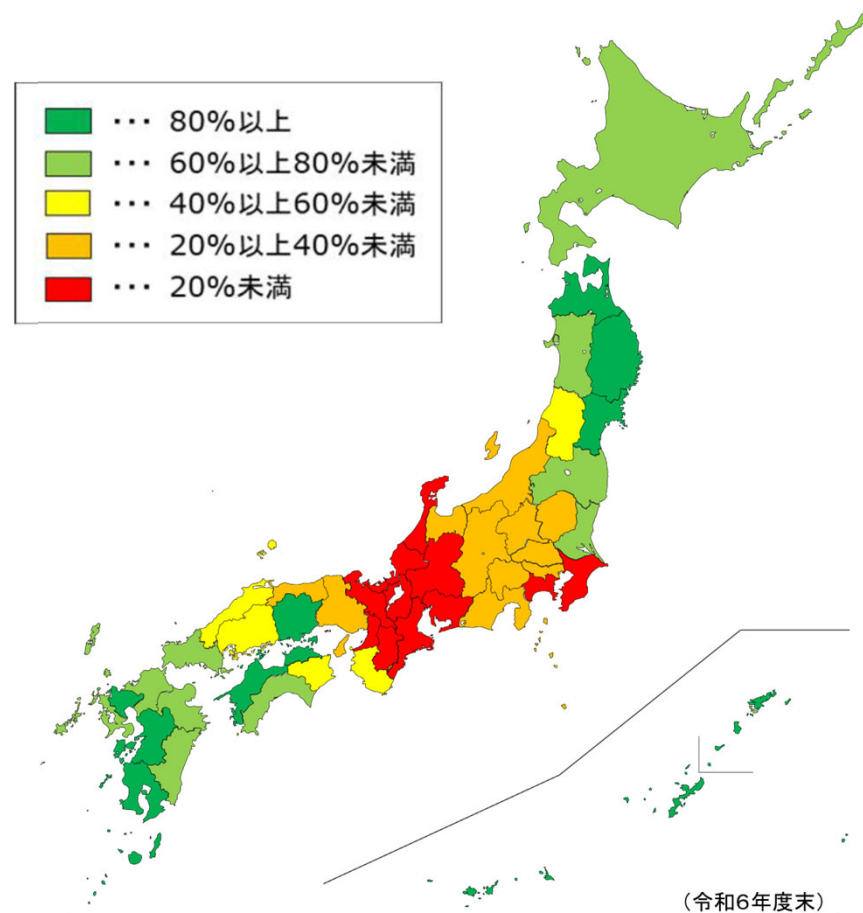 … 80%以上
… 60%以上80%未満
… 40%以上60%未満
… 20%以上40%未満
… 20%未満
（令和6年度末）